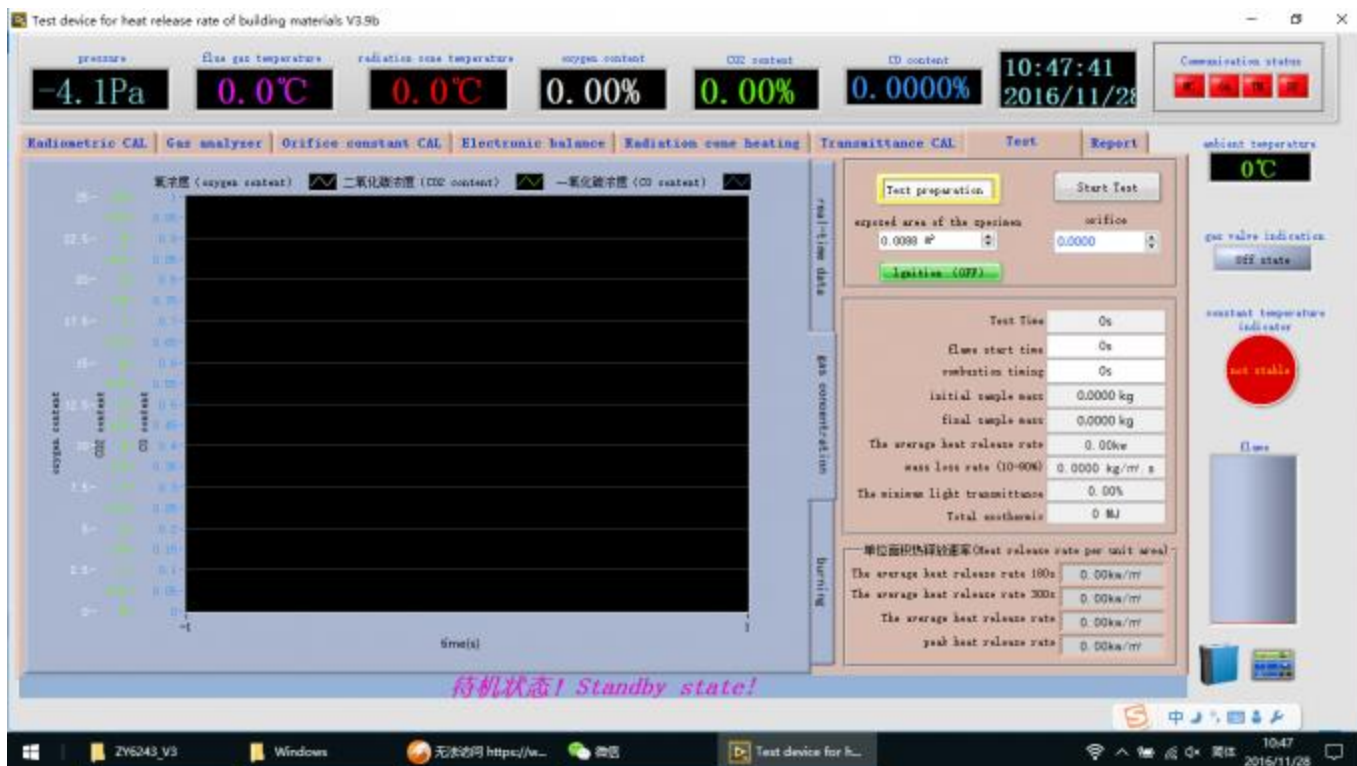 Test device for heat release rate of building materials V3.9b
pressure
flue gas temperature
radiation cone temperature
oxygen content
CO2 content
CO content
-4.1Pa
0.0℃
0.0℃
0.00%
0.00%
0.0000%
10:47:41
2016/11/28
Communication status
Radiometric CAL
Gas analyzer
Orifice constant CAL
Electronic balance
Radiation cone heating
Transmittance CAL
Test
Report
ambient temperature
0℃
氧浓度 (oxygen content)
二氧化碳浓度 (CO2 content)
一氧化碳浓度 (CO content)
real-time data
gas concentration
burning
oxygen content
CO2 content
CO content
-1
1
time(s)
Test preparation
Start Test
exposed area of the specimen
orifice
0.0088 m²
0.0000
Ignition (OFF)
gas valve indication
Off state
constant temperature
indicator
not stable
flame
Test Time 0s
flame start time 0s
combustion timing 0s
initial sample mass 0.0000 kg
final sample mass 0.0000 kg
The average heat release rate 0.00kw
mass loss rate (10-90%) 0.0000 kg/m² s
The minimum light transmittance 0.00%
Total exothermic 0 MJ
单位面积热释放速率(Heat release rate per unit area)
The average heat release rate 180s 0.00kw/m²
The average heat release rate 300s 0.00kw/m²
The average heat release rate 0.00kw/m²
peak heat release rate 0.00kw/m²
待机状态! Standby state!
中
ZY6243_V3
Windows
无法访问 https://w...
微信
Test device for h...
简体
10:47
2016/11/28